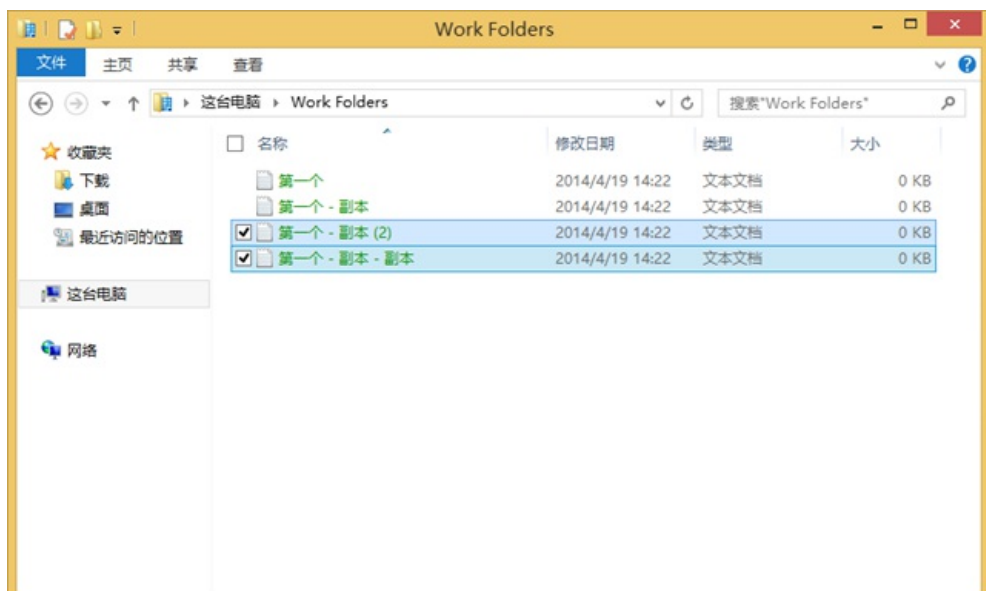 Work Folders
文件 主页 共享 查看
这台电脑 Work Folders 搜索"Work Folders"
名称 修改日期 类型 大小
收藏夹
下载
桌面
最近访问的位置
这台电脑
网络
第一个 2014/4/19 14:22 文本文档 0 KB
第一个 - 副本 2014/4/19 14:22 文本文档 0 KB
第一个 - 副本 (2) 2014/4/19 14:22 文本文档 0 KB
第一个 - 副本 - 副本 2014/4/19 14:22 文本文档 0 KB